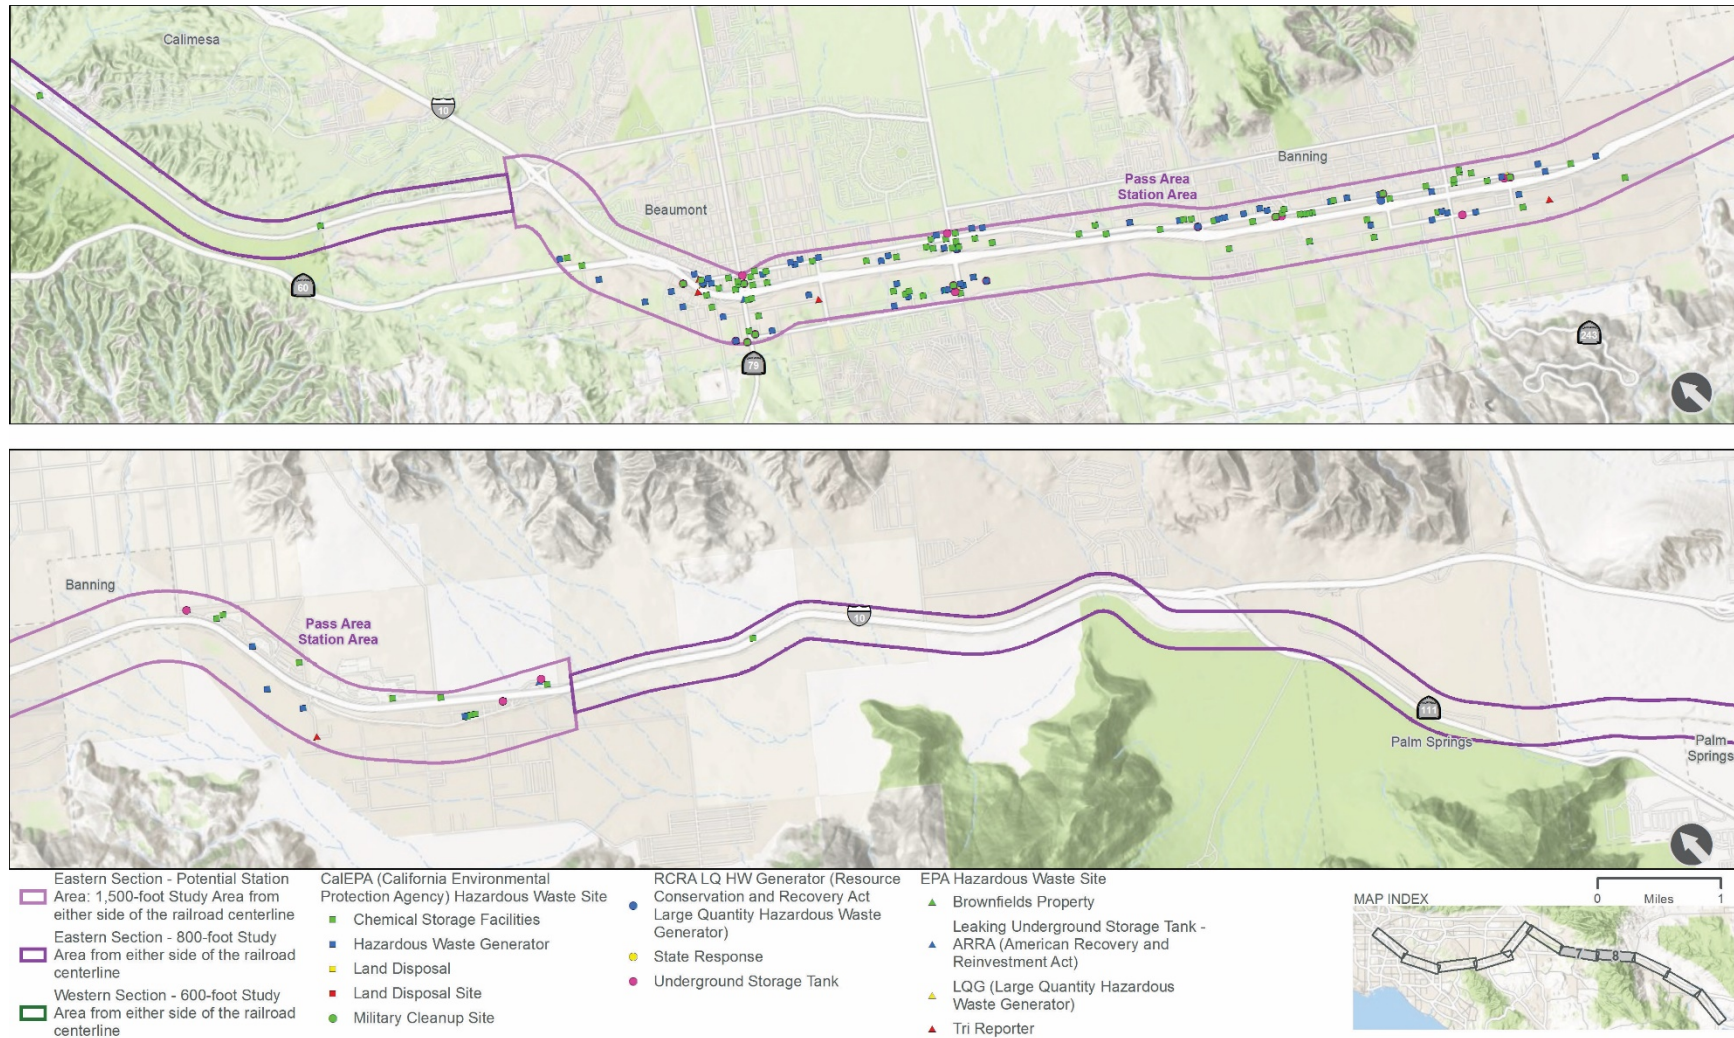 Calimesa
10
Banning
Pass Area
Station Area
Beaumont
60
79
243
Banning
Pass Area
Station Area
10
111
Palm Springs
Palm
Springs
Eastern Section - Potential Station
Area: 1,500-foot Study Area from
either side of the railroad centerline
Eastern Section - 800-foot Study
Area from either side of the railroad
centerline
Western Section - 600-foot Study
Area from either side of the railroad
centerline
CalEPA (California Environmental
Protection Agency) Hazardous Waste Site
Chemical Storage Facilities
Hazardous Waste Generator
Land Disposal
Land Disposal Site
Military Cleanup Site
RCRA LQ HW Generator (Resource
Conservation and Recovery Act
Large Quantity Hazardous Waste
Generator)
State Response
Underground Storage Tank
EPA Hazardous Waste Site
Brownfields Property
Leaking Underground Storage Tank -
ARRA (American Recovery and
Reinvestment Act)
LQG (Large Quantity Hazardous
Waste Generator)
Tri Reporter
0 Miles 1
MAP INDEX
7
8